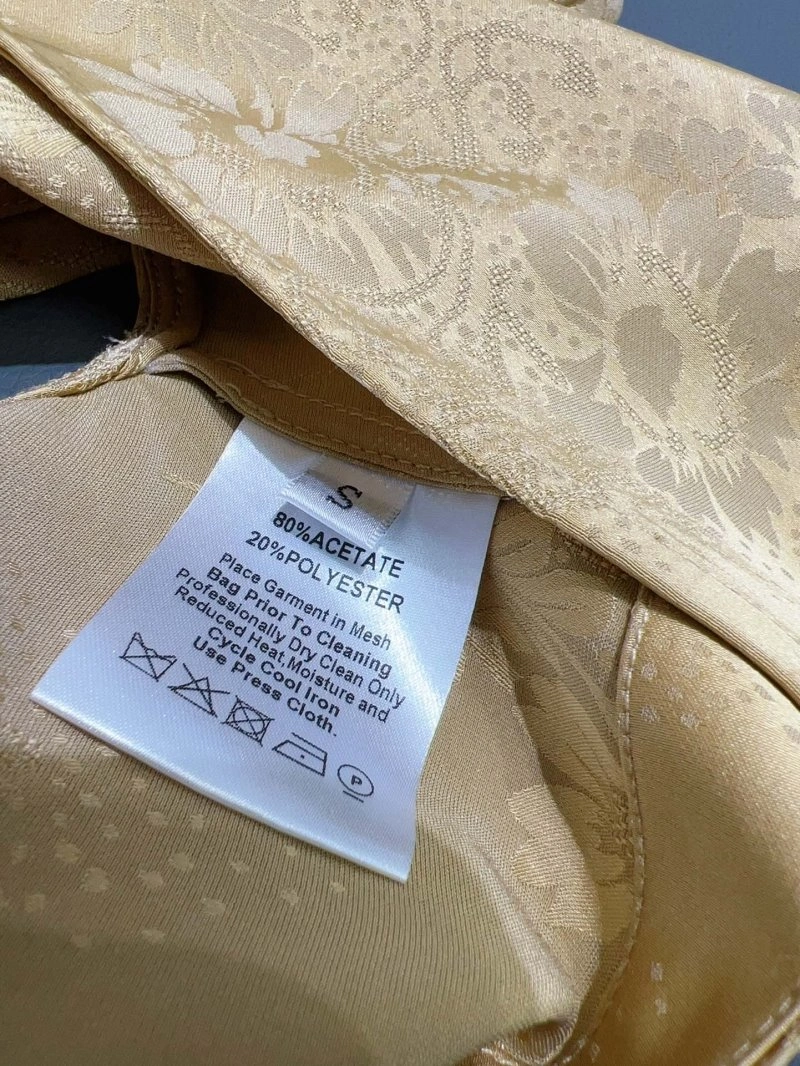 S
80%ACETATE
20%POLYESTER
Place Garment in Mesh
Bag Prior To Cleaning
Professionally Dry Clean Only
Reduced Heat,Moisture and
Cycle Cool Iron
Use Press Cloth.
P